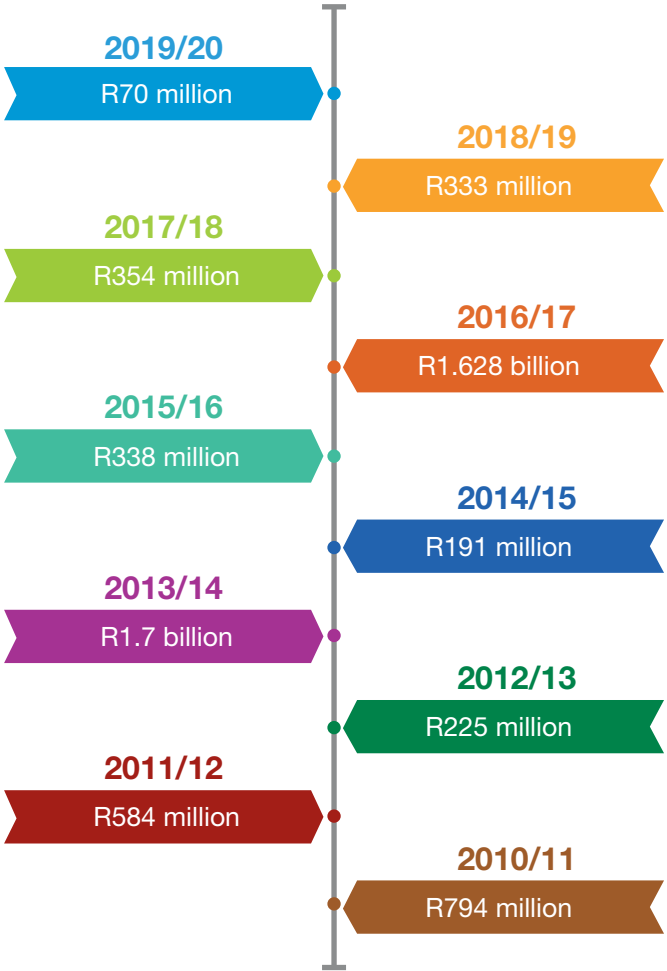 2019/20
R70 million
2018/19
R333 million
2017/18
R354 million
2016/17
R1.628 billion
2015/16
R338 million
2014/15
R191 million
2013/14
R1.7 billion
2012/13
R225 million
2011/12
R584 million
2010/11
R794 million